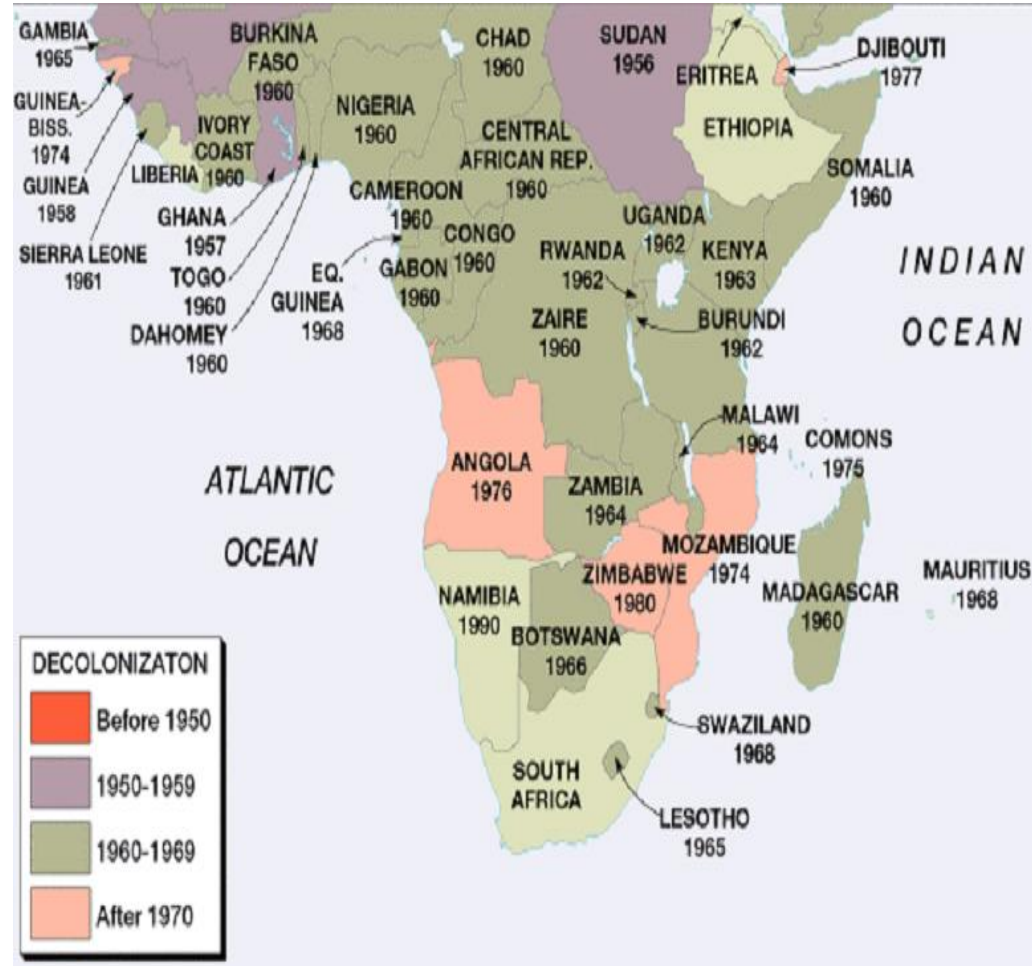 GAMBIA
1965
BURKINA
FASO
1960
CHAD
1960
SUDAN
1956
ERITREA
DJIBOUTI
1977
GUINEA-
BISS.
1974
IVORY
COAST
1960
NIGERIA
1960
CENTRAL
AFRICAN REP.
1960
ETHIOPIA
GUINEA
1958
LIBERIA
SOMALIA
1960
SIERRA LEONE
1961
GHANA
1957
TOGO
1960
DAHOMEY
1960
CAMEROON
1960
EQ.
GUINEA
1968
GABON
1960
CONGO
1960
UGANDA
1962
RWANDA
1962
KENYA
1963
INDIAN
OCEAN
ZAIRE
1960
BURUNDI
1962
MALAWI
1964
COMONS
1975
ATLANTIC
OCEAN
ANGOLA
1976
ZAMBIA
1964
MOZAMBIQUE
1974
ZIMBABWE
1980
MADAGASCAR
1960
MAURITIUS
1968
NAMIBIA
1990
BOTSWANA
1966
SWAZILAND
1968
SOUTH
AFRICA
LESOTHO
1965
DECOLONIZATON
Before 1950
1950-1959
1960-1969
After 1970